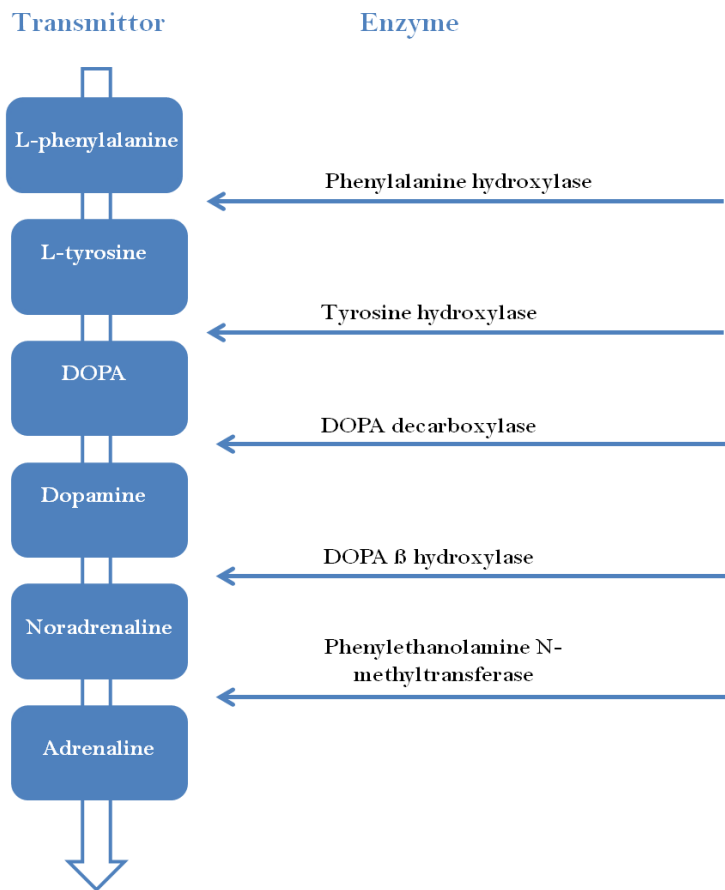 Transmittor
Enzyme
L-phenylalanine
Phenylalanine hydroxylase
L-tyrosine
Tyrosine hydroxylase
DOPA
DOPA decarboxylase
Dopamine
DOPA ß hydroxylase
Noradrenaline
Phenylethanolamine N-
methyltransferase
Adrenaline